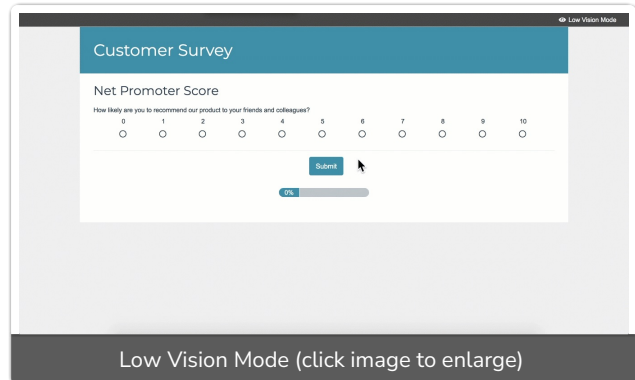 Low Vision Mode
Customer Survey
Net Promoter Score
How likely are you to recommend our product to your friends and colleagues?
0 1 2 3 4 5 6 7 8 9 10
Submit
0%
Low Vision Mode (click image to enlarge)